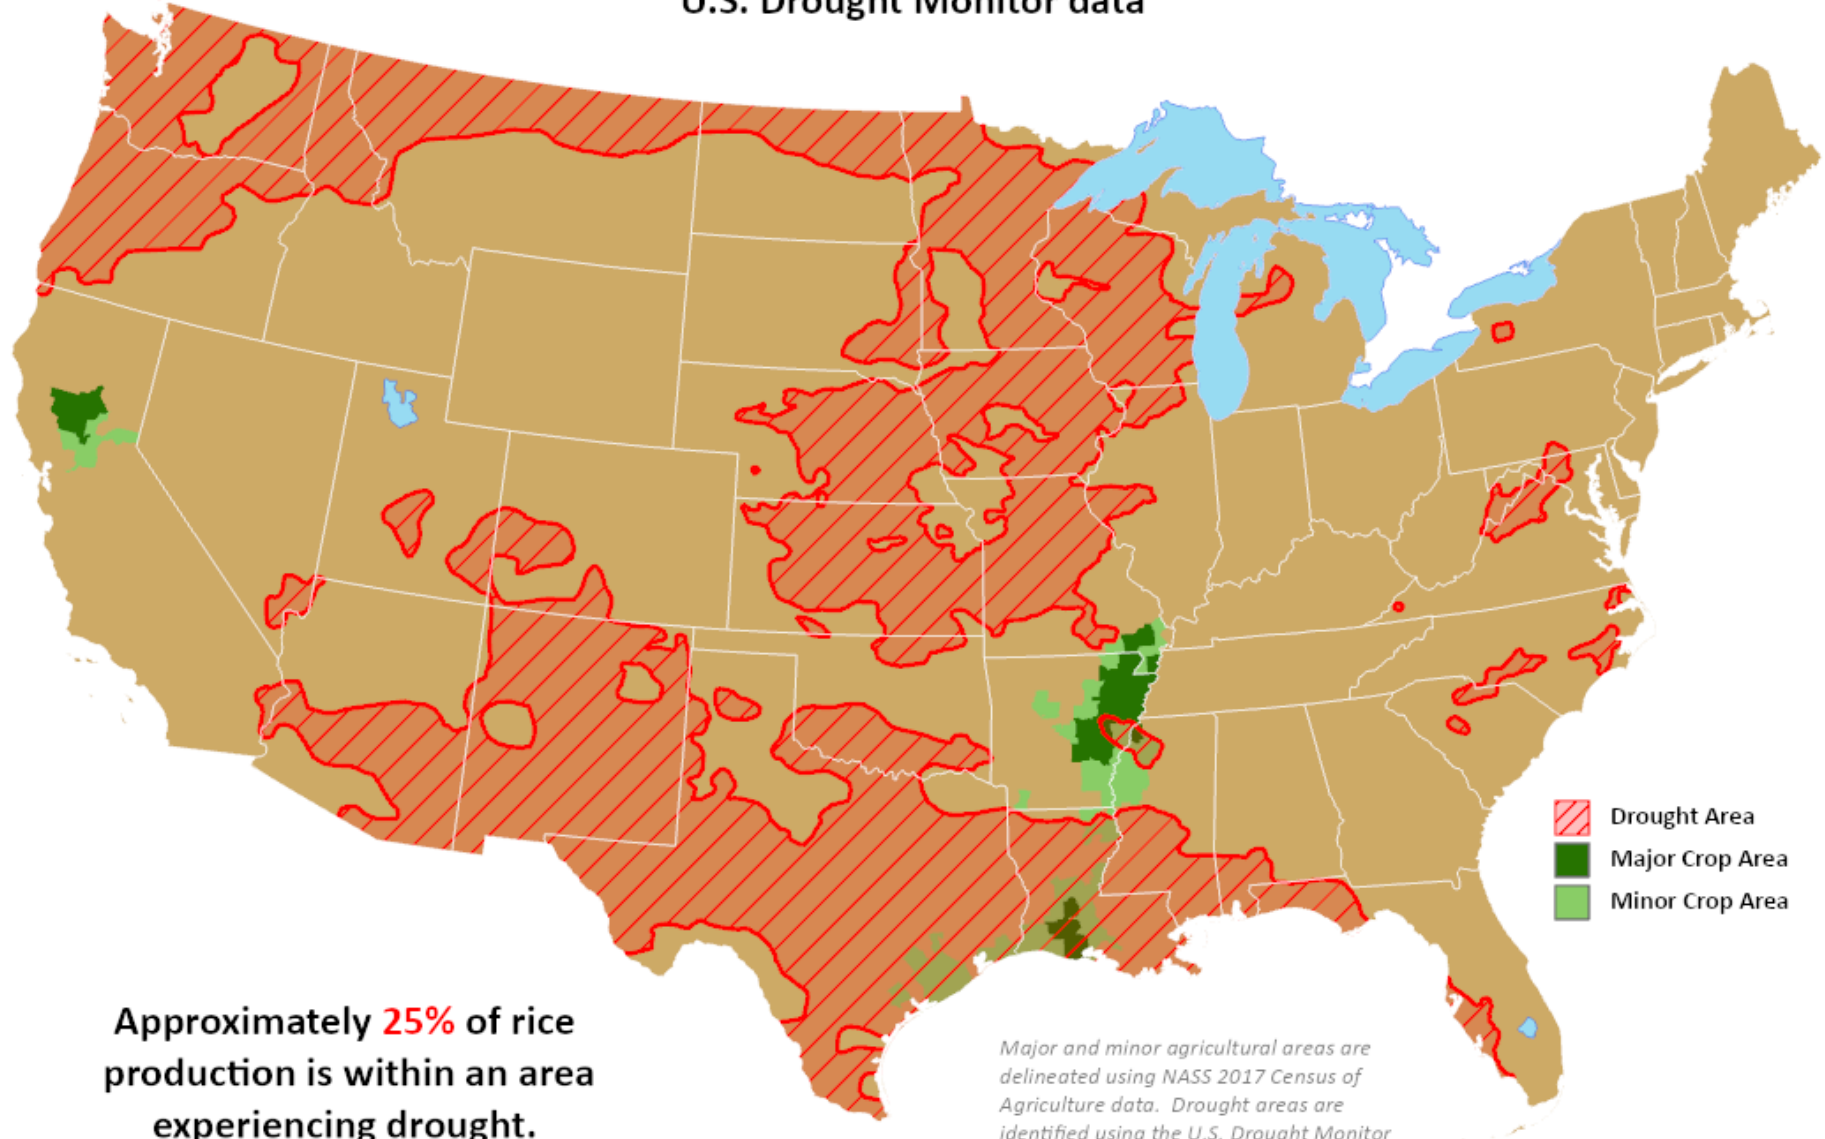 U.S. Drought Monitor data
Drought Area
Major Crop Area
Minor Crop Area
Approximately 25% of rice
production is within an area
experiencing drought.
Major and minor agricultural areas are
delineated using NASS 2017 Census of
Agriculture data. Drought areas are
identified using the U.S. Drought Monitor